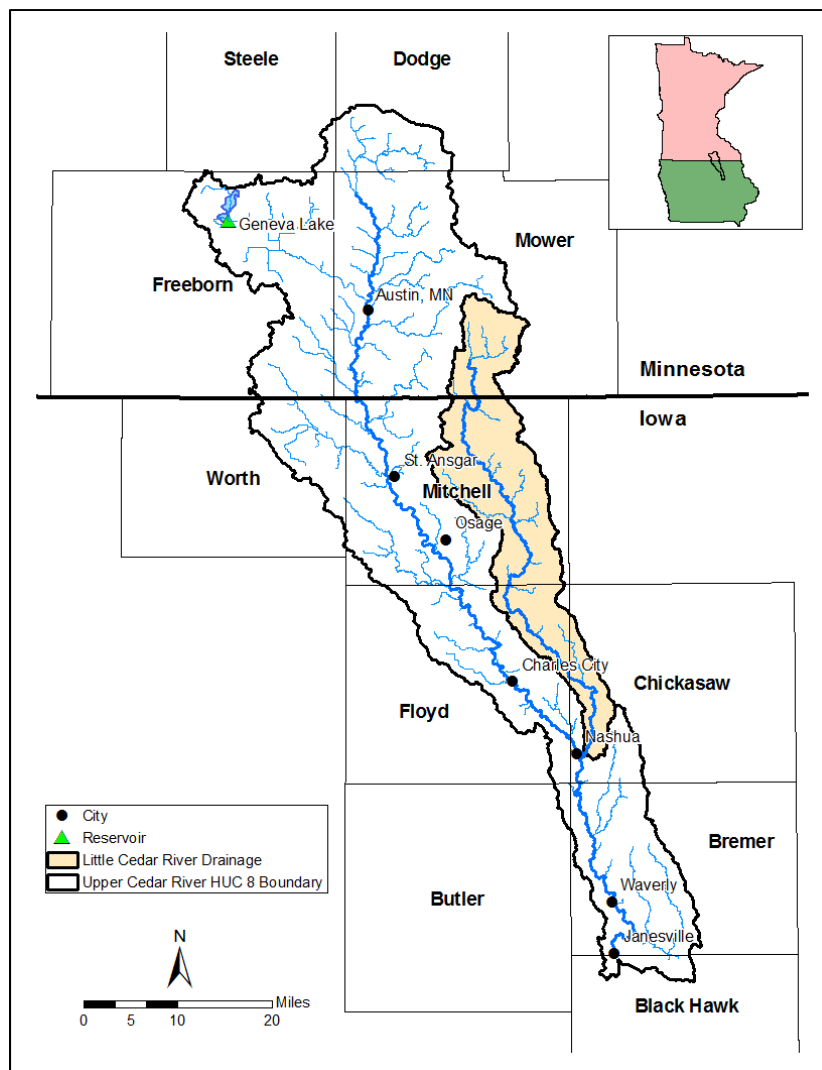 Steele
Dodge
Geneva Lake
Mower
Freeborn
Austin, MN
Minnesota
Iowa
St. Ansgar
Worth
Mitchell
Osage
Charles City
Chickasaw
Floyd
Nashua
City
Reservoir
Little Cedar River Drainage
Upper Cedar River HUC 8 Boundary
Bremer
Butler
Waverly
Janesville
N
Miles
0 5 10 20
Black Hawk